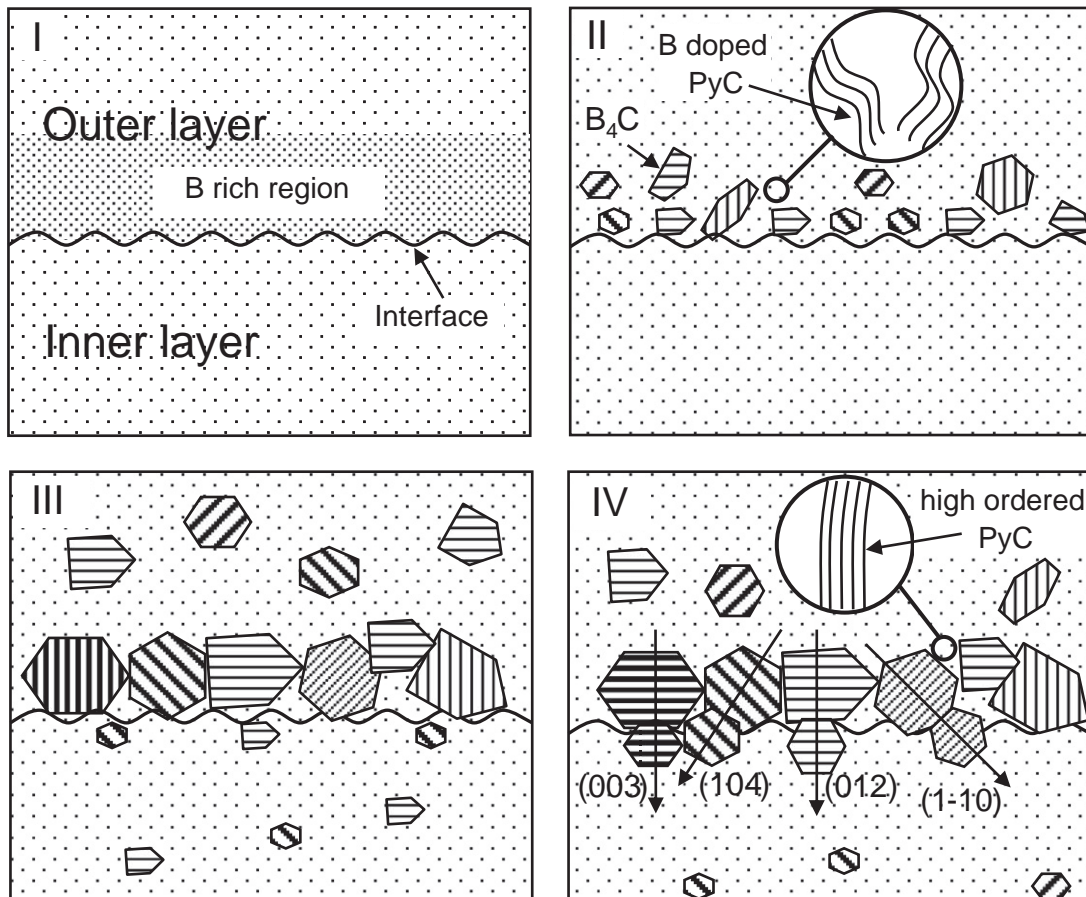 I
Outer layer
B rich region
Interface
Inner layer
II
B doped
PyC
B₄C
III
IV
high ordered
PyC
(003)
(104)
(012)
(1-10)